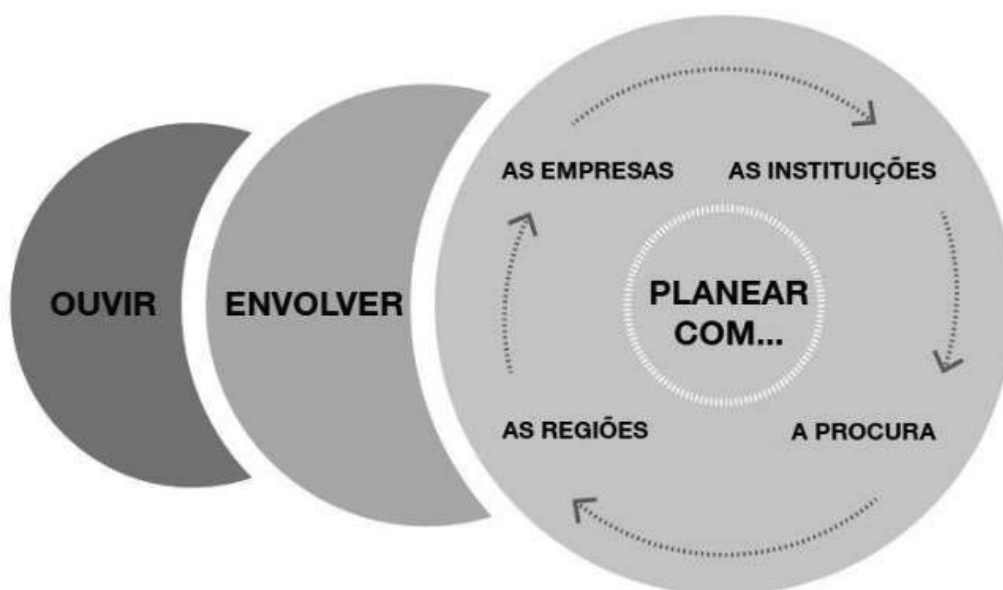 OUVIR
ENVOLVER
AS EMPRESAS
AS INSTITUIÇÕES
PLANEAR
COM...
AS REGIÕES
A PROCURA